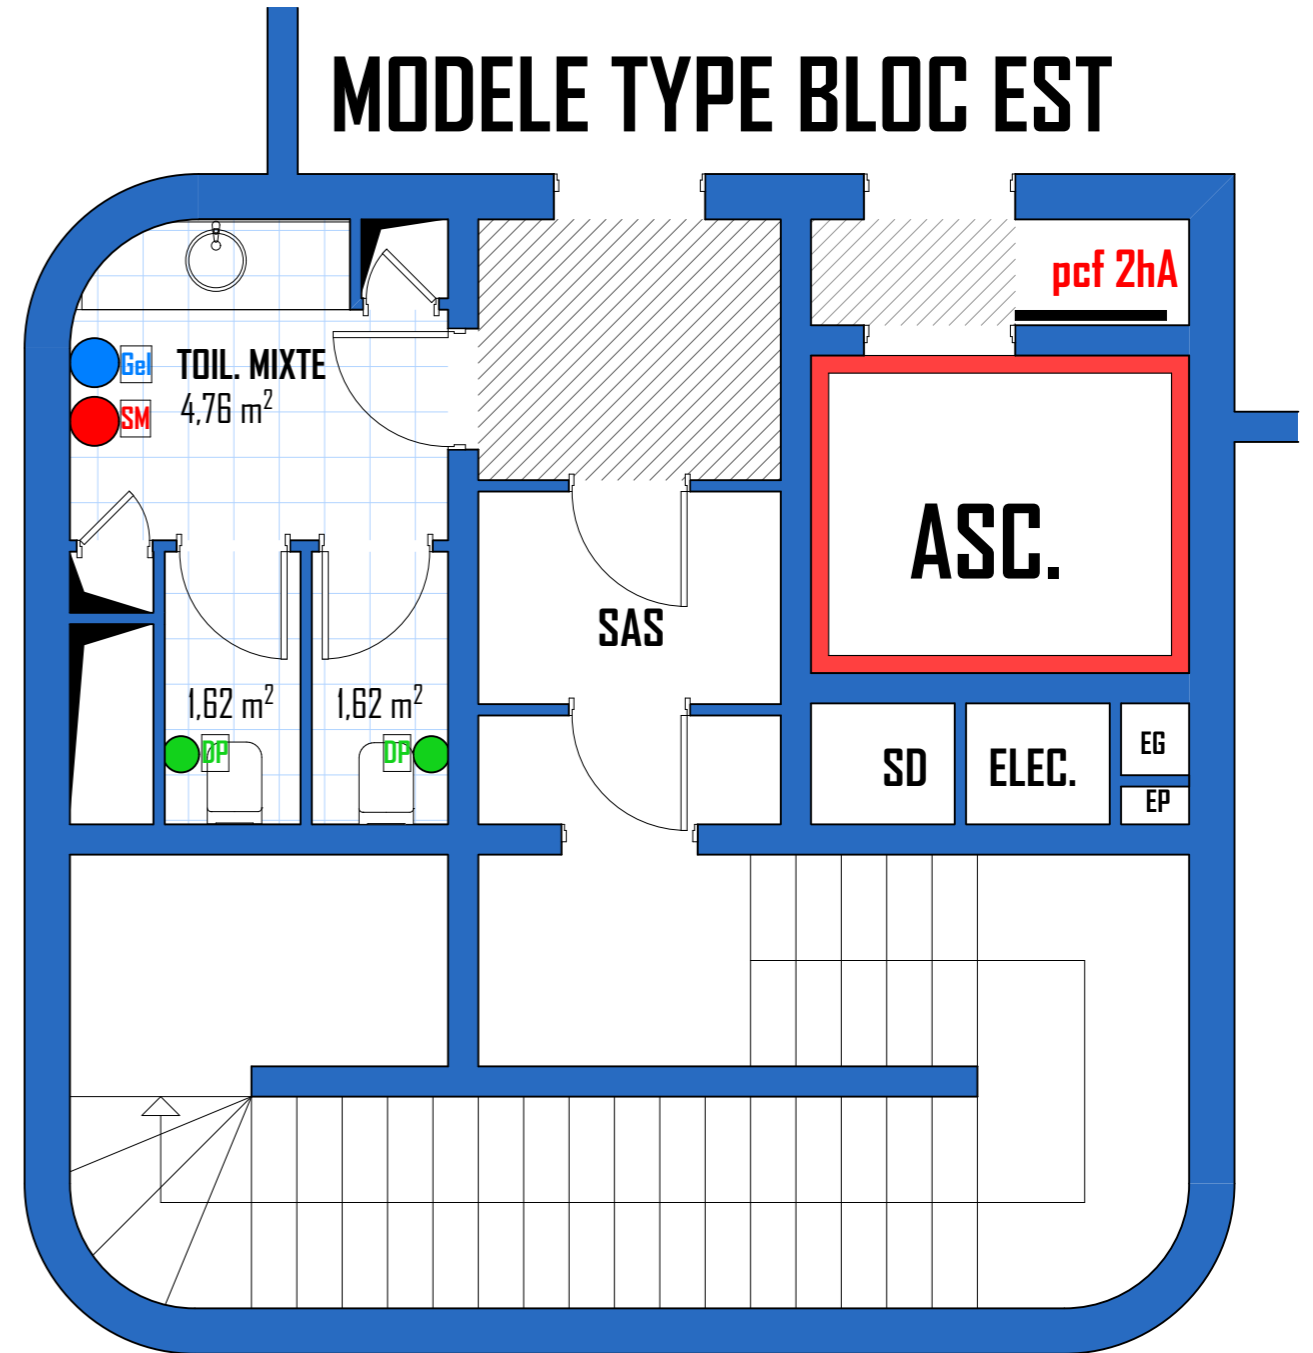 MODELE TYPE BLOC EST
pcf 2hA
Gel
TOIL. MIXTE
SM
4,76 m²
ASC.
SAS
1,62 m²
1,62 m²
DP
DP
SD
ELEC.
EG
EP